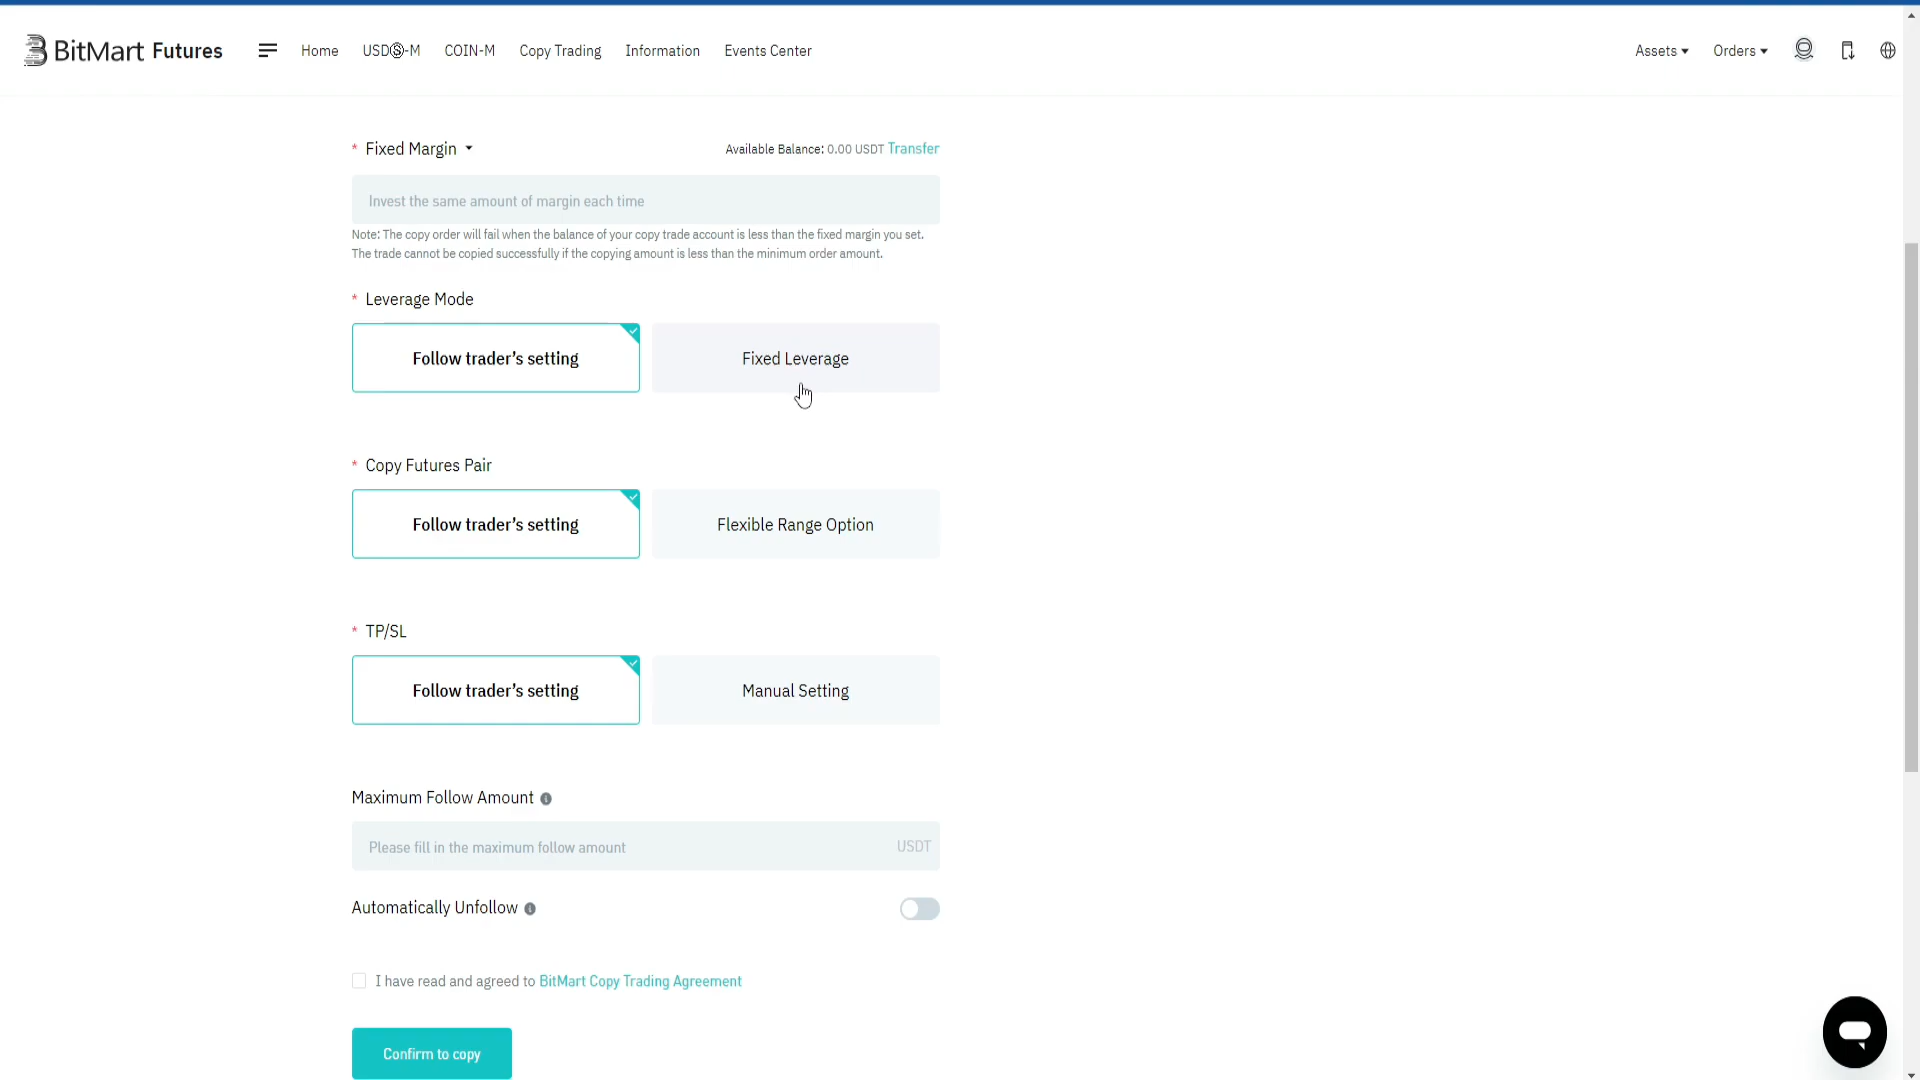 BitMart Futures
Home
USDⓈ-M
COIN-M
Copy Trading
Information
Events Center
Assets
Orders
* Fixed Margin
Available Balance: 0.00 USDT Transfer
Invest the same amount of margin each time
Note: The copy order will fail when the balance of your copy trade account is less than the fixed margin you set.
The trade cannot be copied successfully if the copying amount is less than the minimum order amount.
* Leverage Mode
Follow trader’s setting
Fixed Leverage
* Copy Futures Pair
Follow trader’s setting
Flexible Range Option
* TP/SL
Follow trader’s setting
Manual Setting
Maximum Follow Amount
Please fill in the maximum follow amount
USDT
Automatically Unfollow
I have read and agreed to BitMart Copy Trading Agreement
Confirm to copy